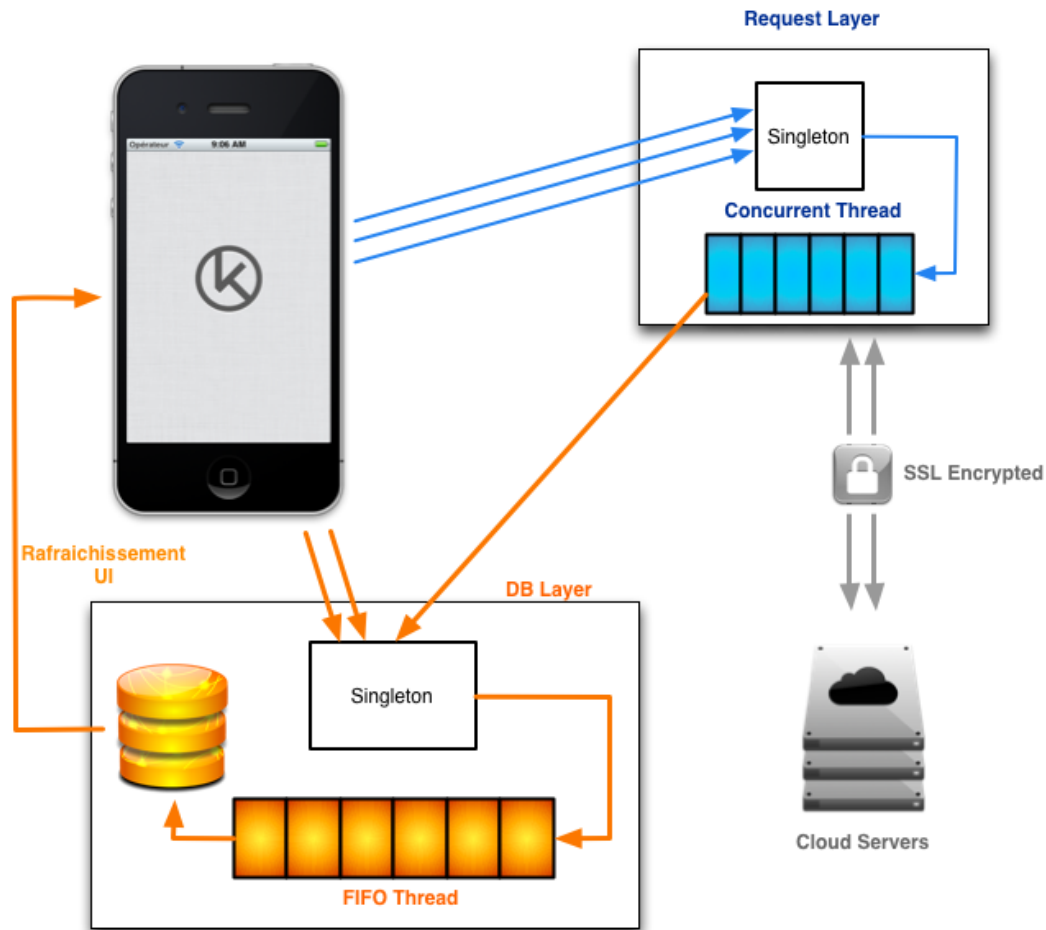 Request Layer
Opérateur 9:06 AM
Singleton
Concurrent Thread
SSL Encrypted
Rafraichissement
UI
DB Layer
Singleton
FIFO Thread
Cloud Servers